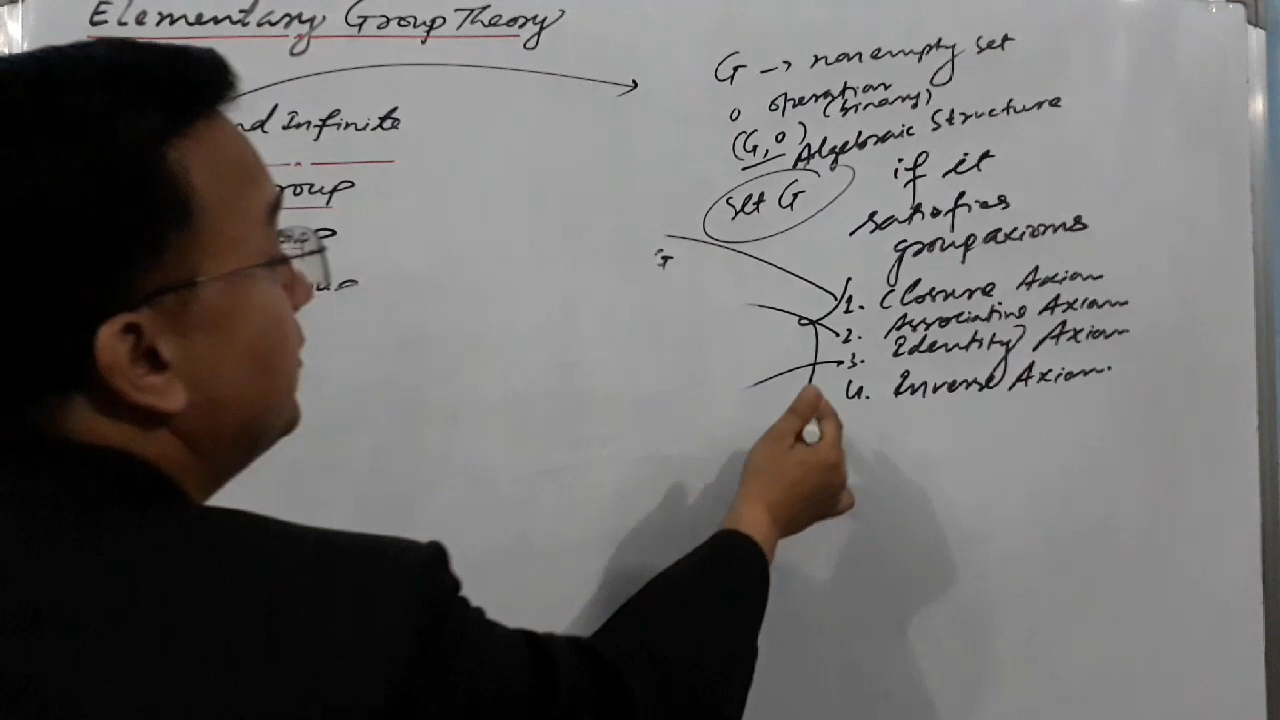 Elementary Group Theory
nd Infinite
roup
G → nonempty set
o operation
(binary)
(G, o) Algebraic Structure
Set G
if it
satisfies
group axioms
G
1. Closure Axiom
2. Associative Axiom
3. Identity Axiom
4. Inverse Axiom.